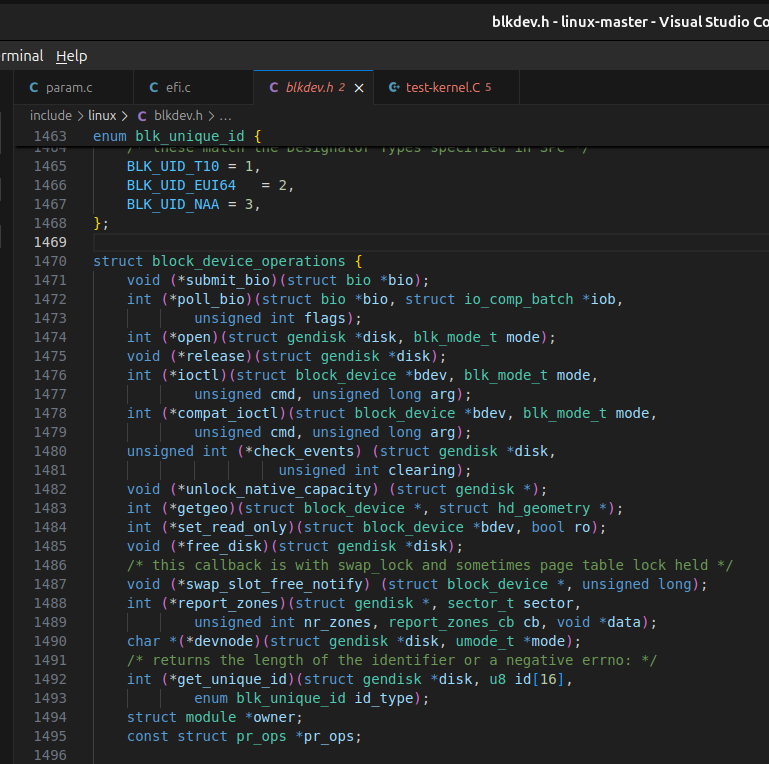 blkdev.h - linux-master - Visual Studio Co
rminal Help
C param.c C efi.c C blkdev.h 2 × C+ test-kernel.C 5
include > linux > C blkdev.h > ...
1463 enum blk_unique_id {
1464 /* these match the Designator Types specified in SPC */
1465 BLK_UID_T10 = 1,
1466 BLK_UID_EUI64 = 2,
1467 BLK_UID_NAA = 3,
1468 };
1469
1470 struct block_device_operations {
1471 void (*submit_bio)(struct bio *bio);
1472 int (*poll_bio)(struct bio *bio, struct io_comp_batch *iob,
1473 unsigned int flags);
1474 int (*open)(struct gendisk *disk, blk_mode_t mode);
1475 void (*release)(struct gendisk *disk);
1476 int (*ioctl)(struct block_device *bdev, blk_mode_t mode,
1477 unsigned cmd, unsigned long arg);
1478 int (*compat_ioctl)(struct block_device *bdev, blk_mode_t mode,
1479 unsigned cmd, unsigned long arg);
1480 unsigned int (*check_events) (struct gendisk *disk,
1481 unsigned int clearing);
1482 void (*unlock_native_capacity) (struct gendisk *);
1483 int (*getgeo)(struct block_device *, struct hd_geometry *);
1484 int (*set_read_only)(struct block_device *bdev, bool ro);
1485 void (*free_disk)(struct gendisk *disk);
1486 /* this callback is with swap_lock and sometimes page table lock held */
1487 void (*swap_slot_free_notify) (struct block_device *, unsigned long);
1488 int (*report_zones)(struct gendisk *, sector_t sector,
1489 unsigned int nr_zones, report_zones_cb cb, void *data);
1490 char *(*devnode)(struct gendisk *disk, umode_t *mode);
1491 /* returns the length of the identifier or a negative errno: */
1492 int (*get_unique_id)(struct gendisk *disk, u8 id[16],
1493 enum blk_unique_id id_type);
1494 struct module *owner;
1495 const struct pr_ops *pr_ops;
1496